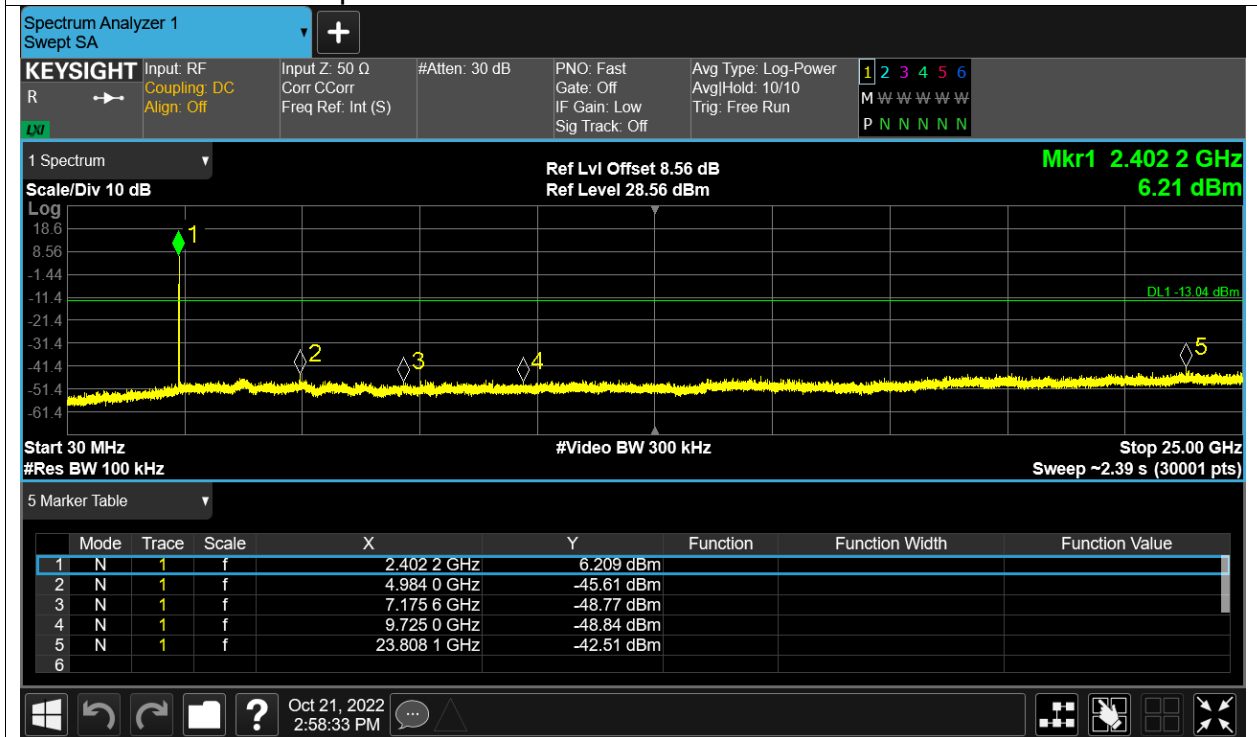 Spectrum Analyzer 1
Swept SA
+
KEYSIGHT Input: RF Input Z: 50 Ω #Atten: 30 dB PNO: Fast Avg Type: Log-Power 1 2 3 4 5 6
R Coupling: DC Corr CCorr Gate: Off Avg|Hold: 10/10 M W W W W W
Align: Off Freq Ref: Int (S) IF Gain: Low Trig: Free Run
LXI Sig Track: Off P N N N N N
1 Spectrum Ref Lvl Offset 8.56 dB Mkr1 2.402 2 GHz
Scale/Div 10 dB Ref Level 28.56 dBm 6.21 dBm
Log
18.6
1
8.56
-1.44
-11.4 DL1 -13.04 dBm
-21.4
-31.4
2 3 4 5
-41.4
-51.4
-61.4
Start 30 MHz #Video BW 300 kHz Stop 25.00 GHz
#Res BW 100 kHz Sweep ~2.39 s (30001 pts)
5 Marker Table
Mode Trace Scale X Y Function Function Width Function Value
1 N 1 f 2.402 2 GHz 6.209 dBm
2 N 1 f 4.984 0 GHz -45.61 dBm
3 N 1 f 7.175 6 GHz -48.77 dBm
4 N 1 f 9.725 0 GHz -48.84 dBm
5 N 1 f 23.808 1 GHz -42.51 dBm
6
? Oct 21, 2022
2:58:33 PM